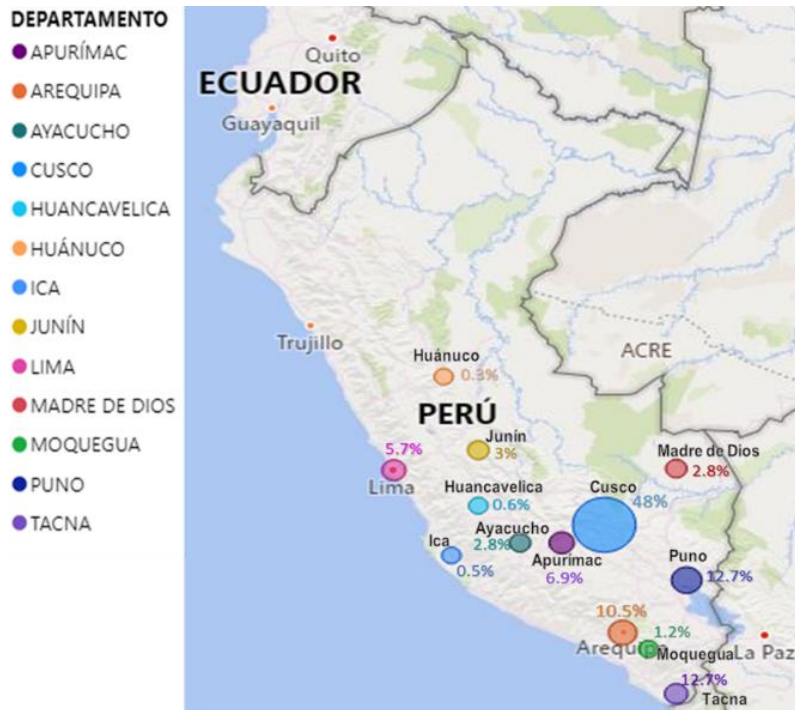 DEPARTAMENTO
APURÍMAC
AREQUIPA
AYACUCHO
CUSCO
HUANCAVELICA
HUÁNUCO
ICA
JUNÍN
LIMA
MADRE DE DIOS
MOQUEGUA
PUNO
TACNA
Quito
ECUADOR
Guayaquil
Trujillo
ACRE
Huánuco
0.3%
PERÚ
Junín
3%
5.7%
Lima
Madre de Dios
2.8%
Huancavelica
0.6%
Cusco
48%
Ayacucho
2.8%
Ica
0.5%
Apurímac
6.9%
Puno
12.7%
10.5%
Arequipa
1.2%
Moquegua
La Paz
12.7%
Tacna